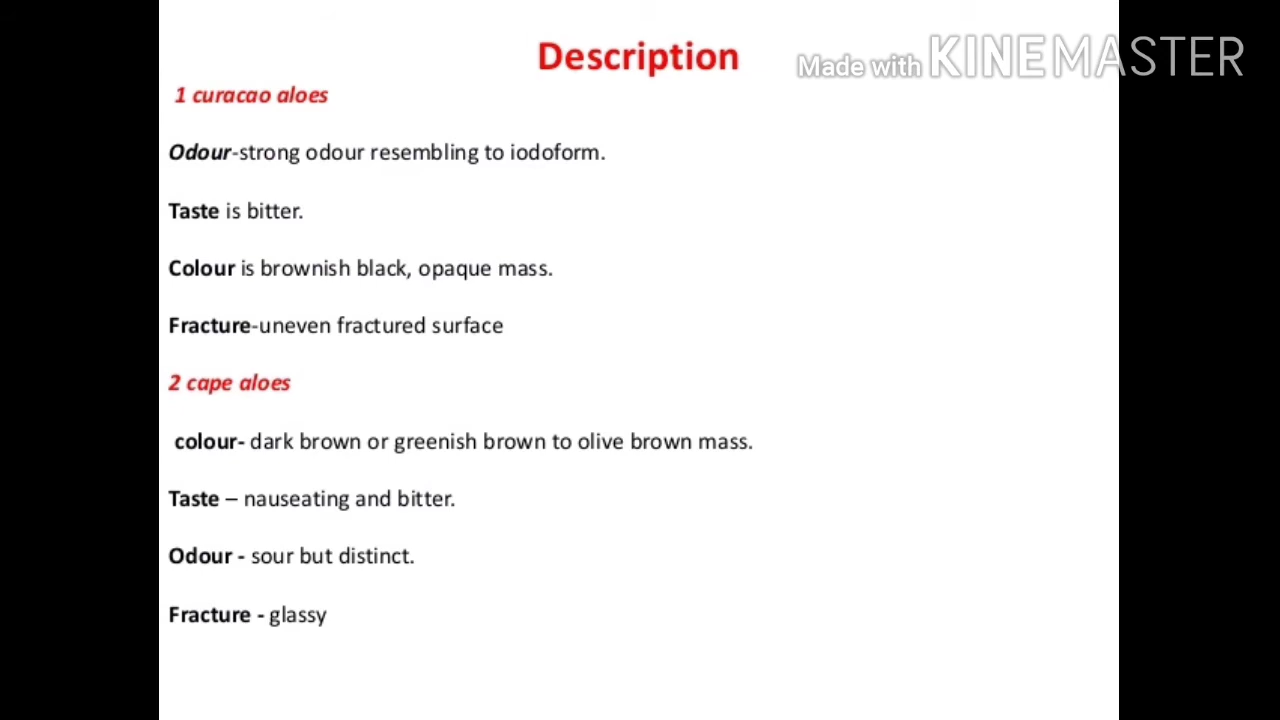 Description
Made with KINEMASTER
1 curacao aloes
Odour-strong odour resembling to iodoform.
Taste is bitter.
Colour is brownish black, opaque mass.
Fracture-uneven fractured surface
2 cape aloes
colour- dark brown or greenish brown to olive brown mass.
Taste – nauseating and bitter.
Odour - sour but distinct.
Fracture - glassy